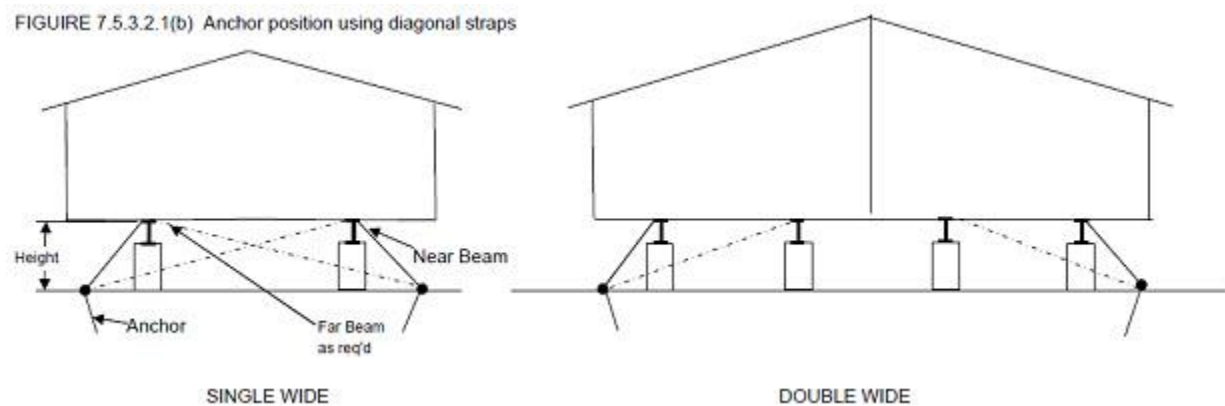 FIGUIRE 7.5.3.2.1(b) Anchor position using diagonal straps
Height
Near Beam
Anchor
Far Beam
as req'd
SINGLE WIDE
DOUBLE WIDE